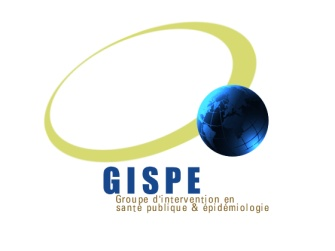 GISPE
Groupe d'intervention en
santé publique & épidémiologie